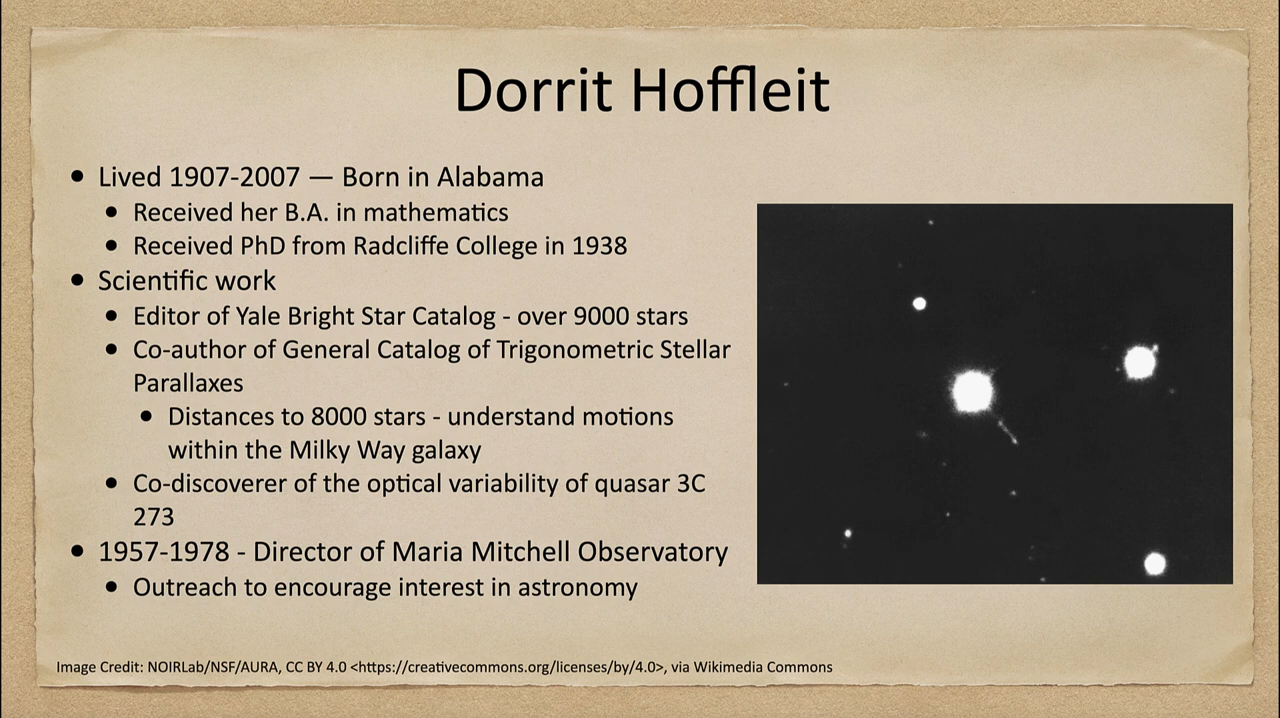 Dorrit Hoffleit
• Lived 1907-2007 — Born in Alabama
• Received her B.A. in mathematics
• Received PhD from Radcliffe College in 1938
• Scientific work
• Editor of Yale Bright Star Catalog - over 9000 stars
• Co-author of General Catalog of Trigonometric Stellar
Parallaxes
• Distances to 8000 stars - understand motions
within the Milky Way galaxy
• Co-discoverer of the optical variability of quasar 3C
273
• 1957-1978 - Director of Maria Mitchell Observatory
• Outreach to encourage interest in astronomy
Image Credit: NOIRLab/NSF/AURA, CC BY 4.0 <https://creativecommons.org/licenses/by/4.0>, via Wikimedia Commons